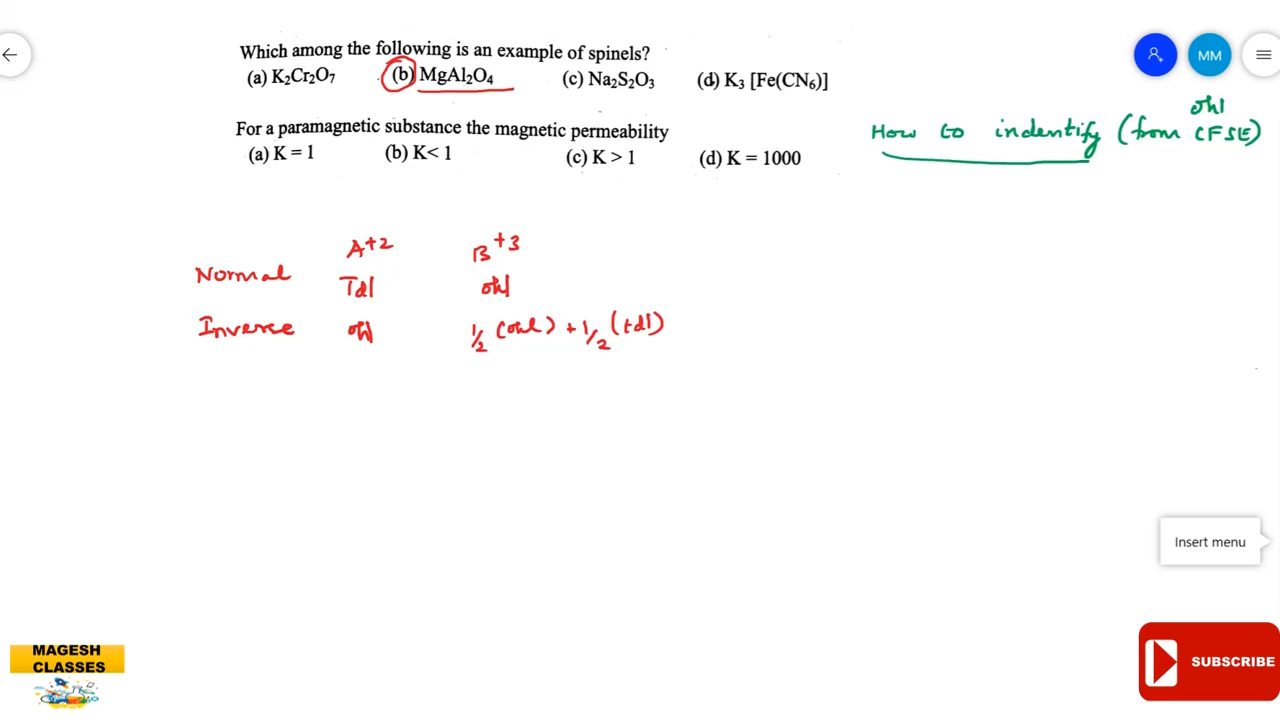 Which among the following is an example of spinels?
(a) K₂Cr₂O₇ (b) MgAl₂O₄ (c) Na₂S₂O₃ (d) K₃ [Fe(CN₆)]
For a paramagnetic substance the magnetic permeability
(a) K = 1 (b) K< 1 (c) K > 1 (d) K = 1000
MM
ohl
How to indentify (from CFSE)
A+2 B+3
Normal Tdl ohl
Inverse ohl 1/2 (ohl) + 1/2 (tdl)
Insert menu
MAGESH
CLASSES
SUBSCRIBE